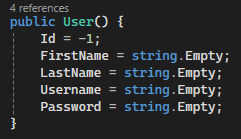 4 references
public User() {
Id = -1;
FirstName = string.Empty;
LastName = string.Empty;
Username = string.Empty;
Password = string.Empty;
}